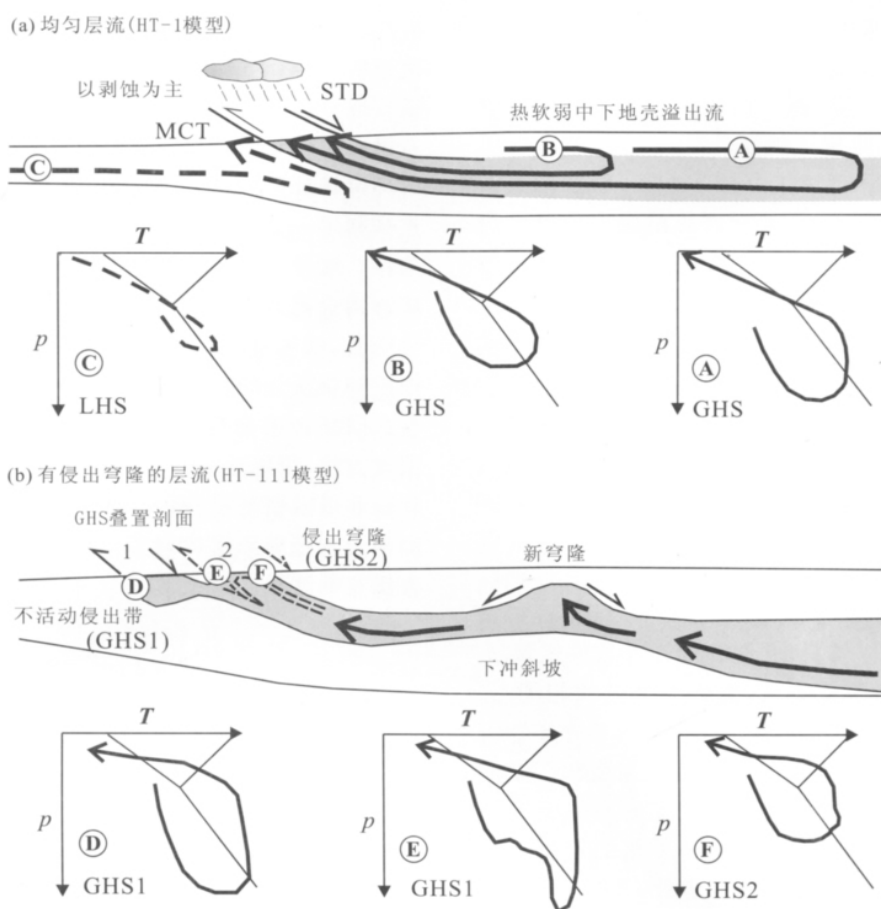 (a) 均匀层流(HT-1模型)
以剥蚀为主
STD
MCT
热软弱中下地壳溢出流
C
B
A
T
T
T
p
p
p
C
B
A
LHS
GHS
GHS
(b) 有侵出穹隆的层流(HT-111模型)
GHS叠置剖面
侵出穹隆
1
2
(GHS2)
新穹隆
D
E
F
不活动侵出带
(GHS1)
下冲斜坡
T
T
T
p
p
p
D
E
F
GHS1
GHS1
GHS2